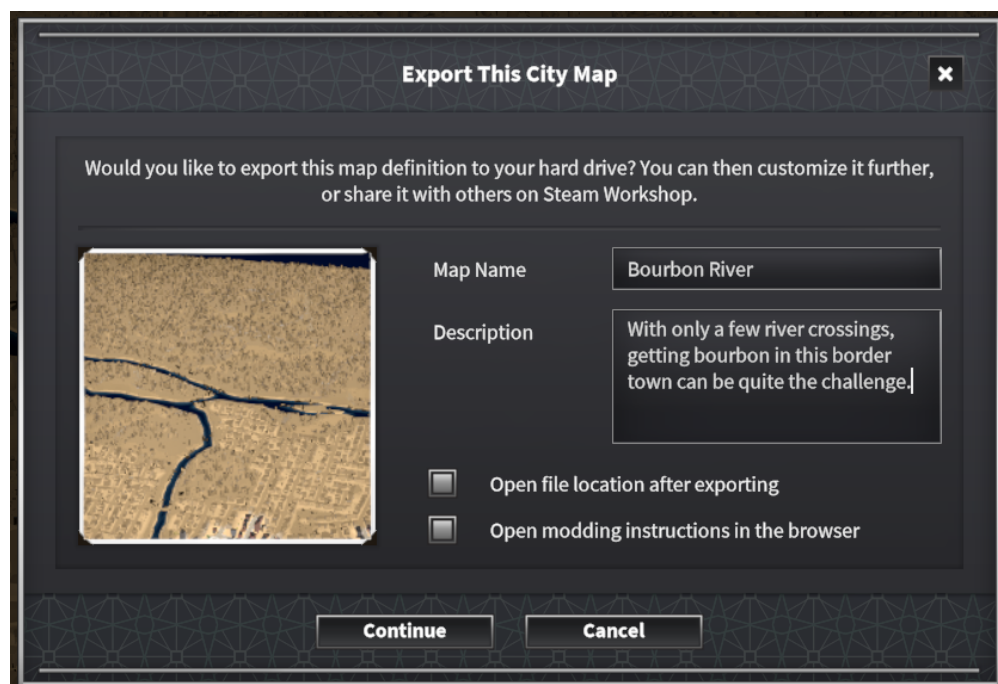 Export This City Map
Would you like to export this map definition to your hard drive? You can then customize it further,
or share it with others on Steam Workshop.
Map Name
Bourbon River
Description
With only a few river crossings,
getting bourbon in this border
town can be quite the challenge.
Open file location after exporting
Open modding instructions in the browser
Continue
Cancel